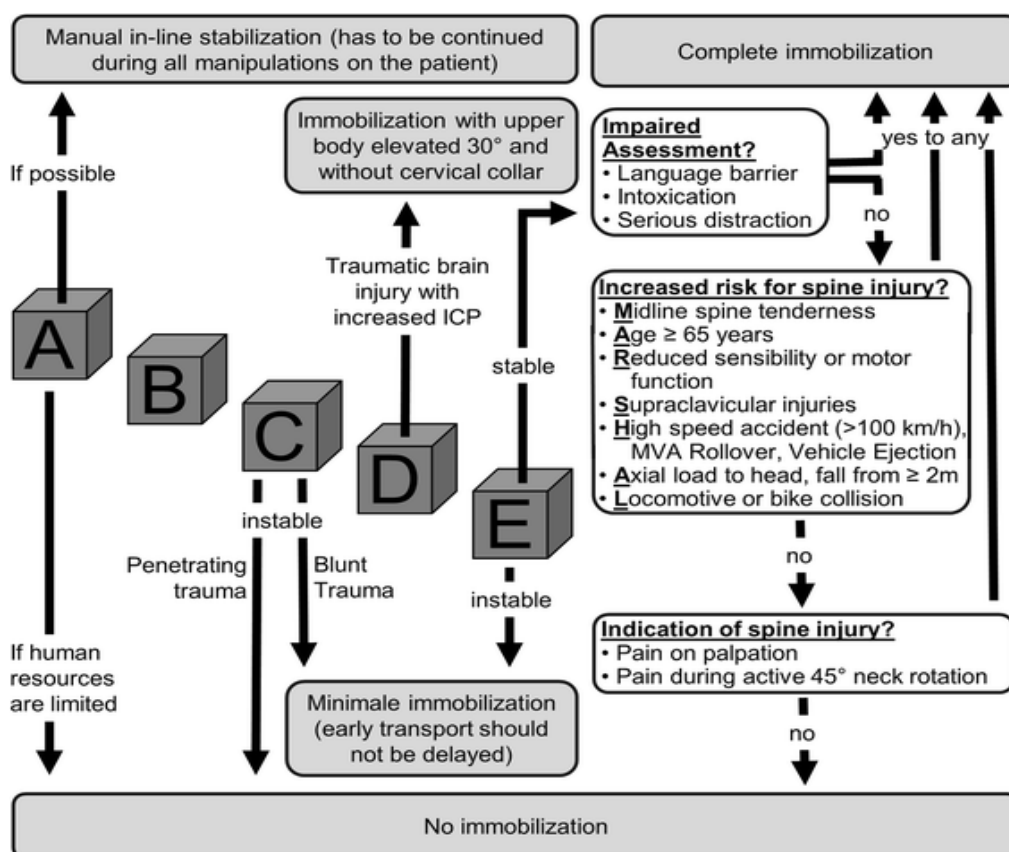 Manual in-line stabilization (has to be continued
during all manipulations on the patient)
Complete immobilization
If possible
Immobilization with upper
body elevated 30° and
without cervical collar
Impaired
Assessment?
• Language barrier
• Intoxication
• Serious distraction
yes to any
no
A
B
C
D
E
Traumatic brain
injury with
increased ICP
stable
Increased risk for spine injury?
• Midline spine tenderness
• Age ≥ 65 years
• Reduced sensibility or motor
function
• Supraclavicular injuries
• High speed accident (>100 km/h),
MVA Rollover, Vehicle Ejection
• Axial load to head, fall from ≥ 2m
• Locomotive or bike collision
instable
Penetrating
trauma
Blunt
Trauma
instable
no
If human
resources
are limited
Indication of spine injury?
• Pain on palpation
• Pain during active 45° neck rotation
Minimale immobilization
(early transport should
not be delayed)
no
No immobilization